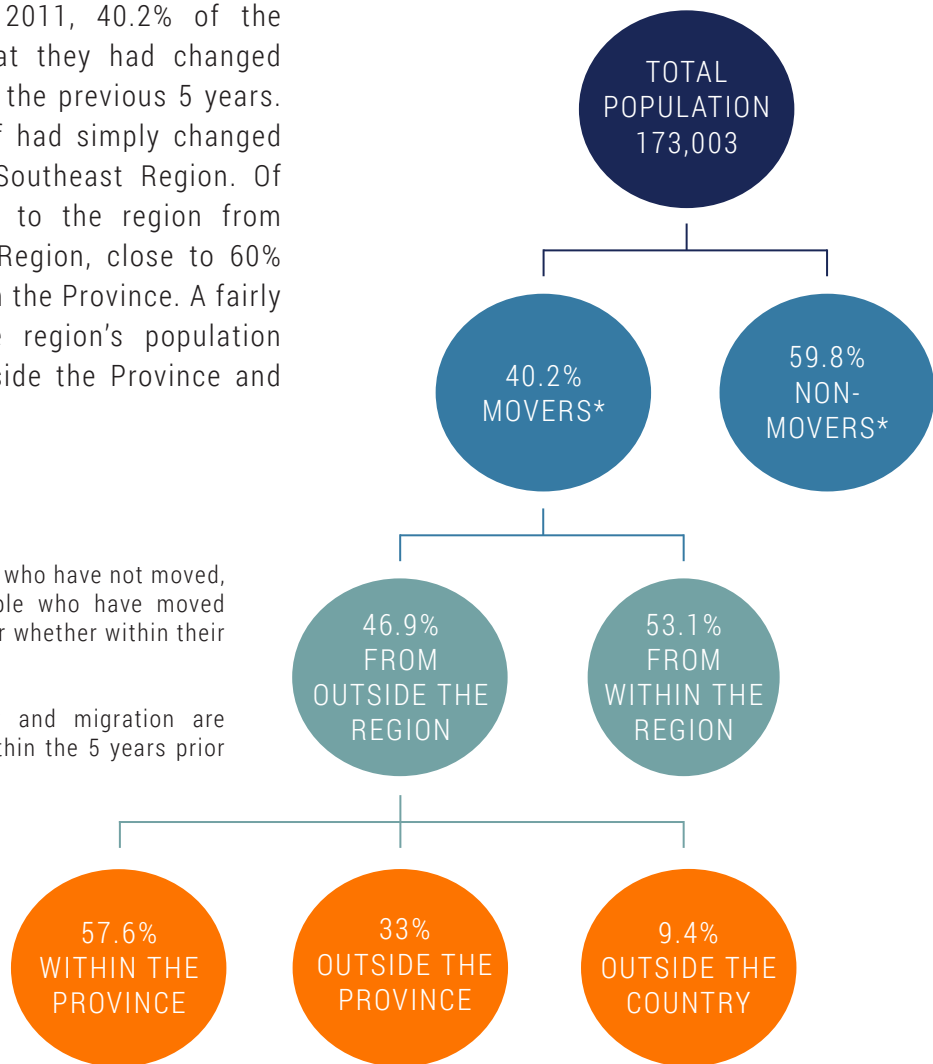 2011, 40.2% of the
at they had changed
the previous 5 years.
f had simply changed
Southeast Region. Of
to the region from
Region, close to 60%
n the Province. A fairly
e region's population
side the Province and
who have not moved,
ple who have moved
r whether within their
and migration are
thin the 5 years prior
TOTAL
POPULATION
173,003
40.2%
MOVERS*
59.8%
NON-
MOVERS*
46.9%
FROM
OUTSIDE THE
REGION
53.1%
FROM
WITHIN THE
REGION
57.6%
WITHIN THE
PROVINCE
33%
OUTSIDE THE
PROVINCE
9.4%
OUTSIDE THE
COUNTRY